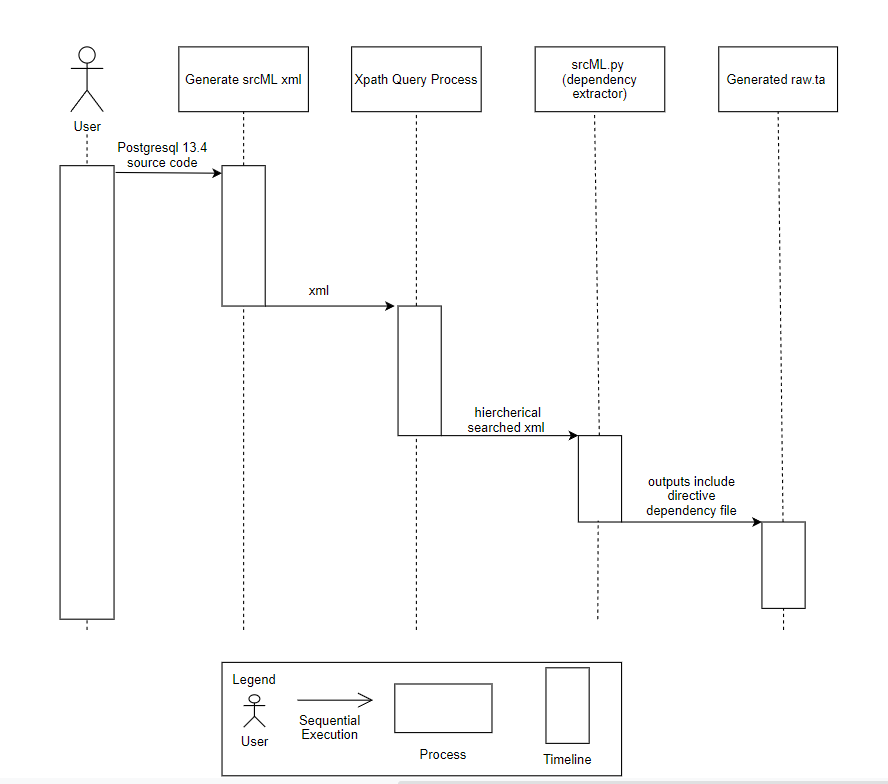 User
Generate srcML xml
Xpath Query Process
srcML.py
(dependency
extractor)
Generated raw.ta
Postgresql 13.4
source code
xml
hiercherical
searched xml
outputs include
directive
dependency file
Legend
User
Sequential
Execution
Process
Timeline